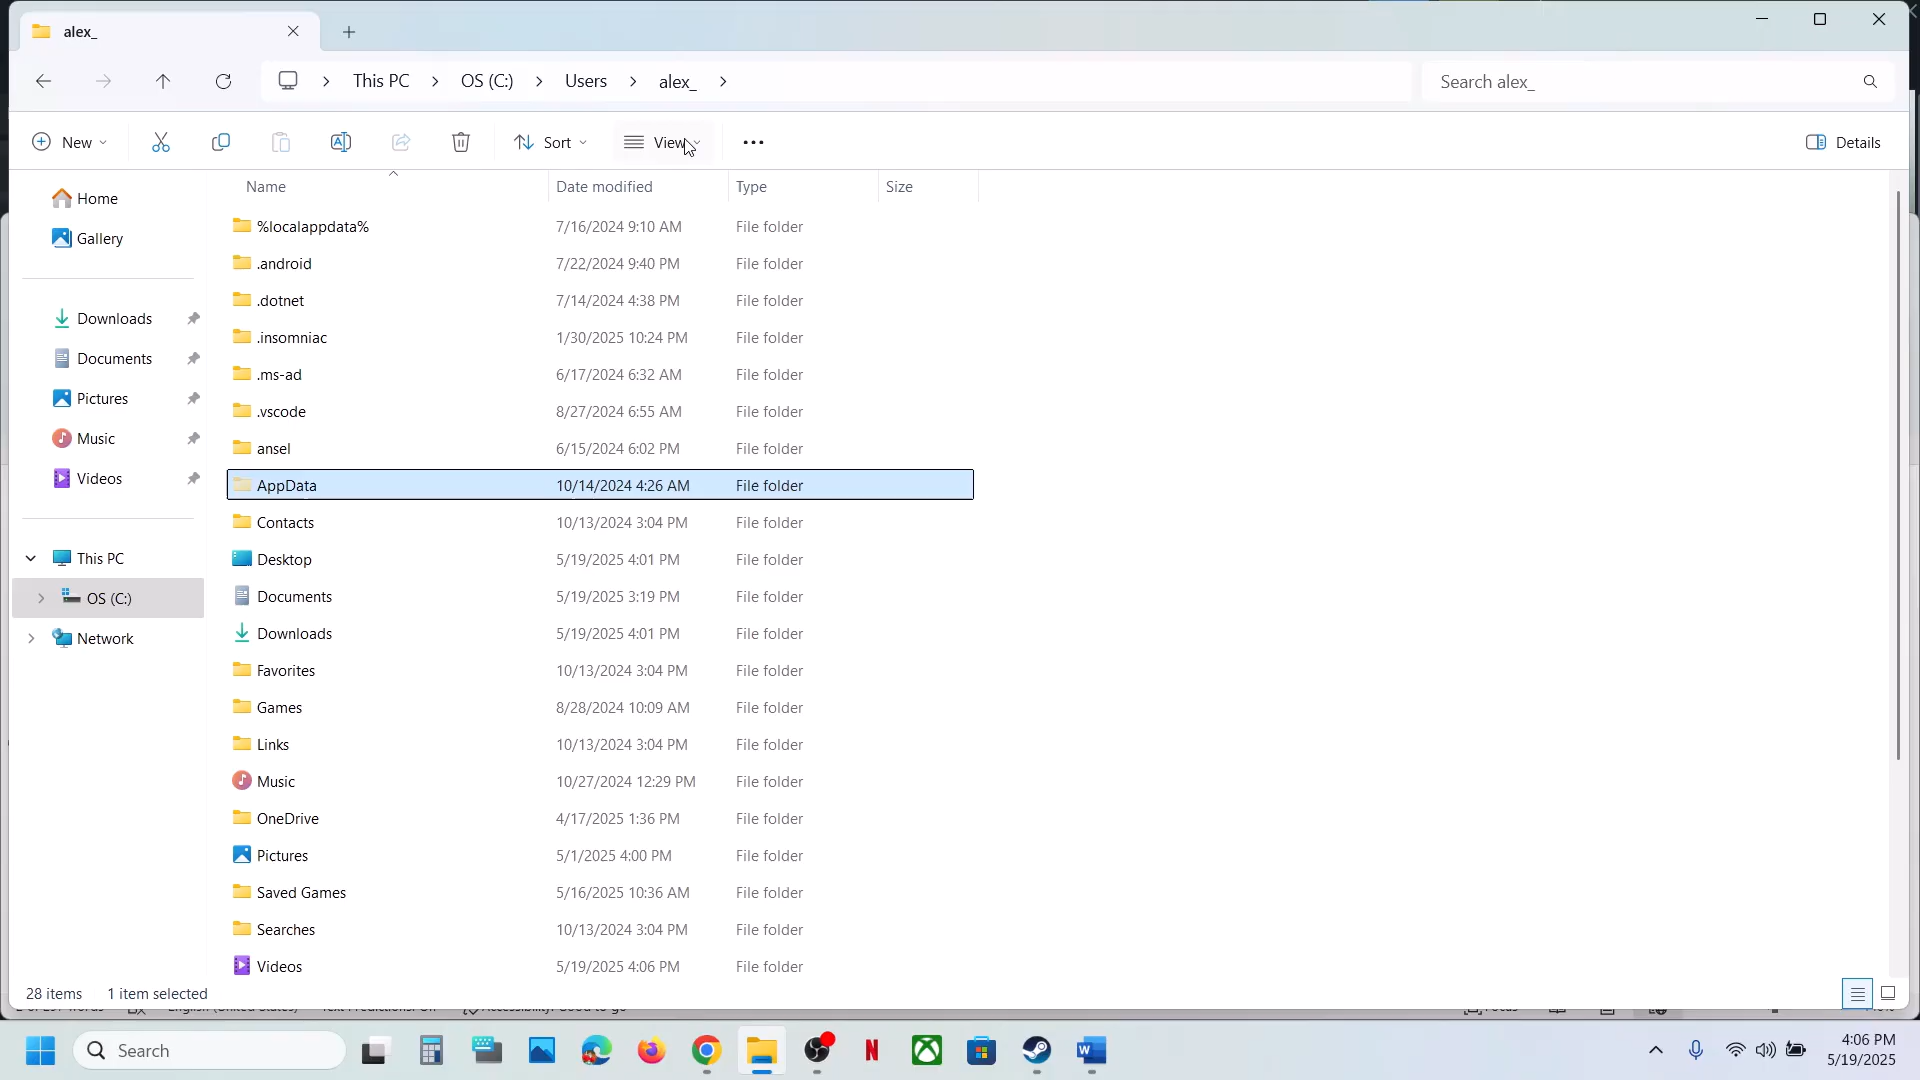 alex_
This PC
OS (C:)
Users
alex_
Search alex_
New
Sort
View
Details
Name
Date modified
Type
Size
Home
Gallery
Downloads
Documents
Pictures
Music
Videos
This PC
OS (C:)
Network
%localappdata% 7/16/2024 9:10 AM File folder
.android 7/22/2024 9:40 PM File folder
.dotnet 7/14/2024 4:38 PM File folder
.insomniac 1/30/2025 10:24 PM File folder
.ms-ad 6/17/2024 6:32 AM File folder
.vscode 8/27/2024 6:55 AM File folder
ansel 6/15/2024 6:02 PM File folder
AppData 10/14/2024 4:26 AM File folder
Contacts 10/13/2024 3:04 PM File folder
Desktop 5/19/2025 4:01 PM File folder
Documents 5/19/2025 3:19 PM File folder
Downloads 5/19/2025 4:01 PM File folder
Favorites 10/13/2024 3:04 PM File folder
Games 8/28/2024 10:09 AM File folder
Links 10/13/2024 3:04 PM File folder
Music 10/27/2024 12:29 PM File folder
OneDrive 4/17/2025 1:36 PM File folder
Pictures 5/1/2025 4:00 PM File folder
Saved Games 5/16/2025 10:36 AM File folder
Searches 10/13/2024 3:04 PM File folder
Videos 5/19/2025 4:06 PM File folder
28 items 1 item selected
Search
4:06 PM
5/19/2025